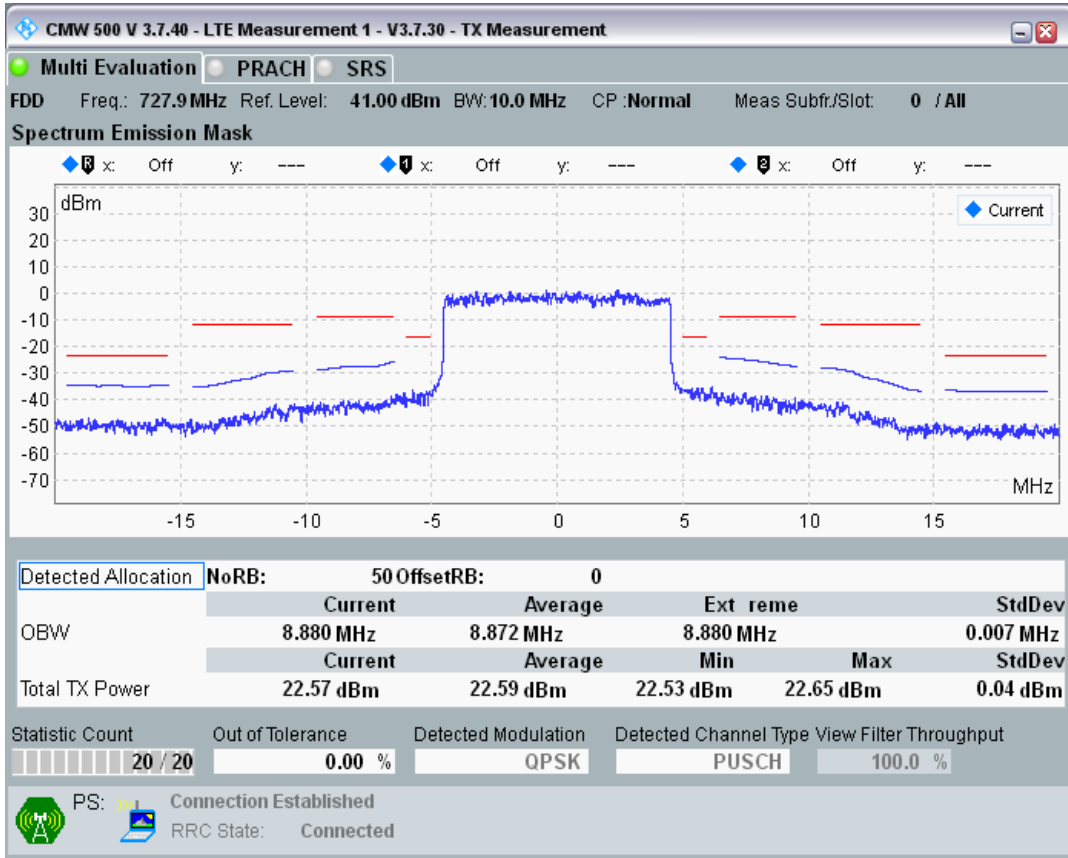 CMW 500 V 3.7.40 - LTE Measurement 1 - V3.7.30 - TX Measurement
Multi Evaluation PRACH SRS
FDD Freq.: 727.9 MHz Ref. Level: 41.00 dBm BW: 10.0 MHz CP :Normal Meas Subfr./Slot: 0 / All
Spectrum Emission Mask
R x: Off y: --- 1 x: Off y: --- 2 x: Off y: ---
dBm
Current
30
20
10
0
-10
-20
-30
-40
-50
-60
-70
MHz
-15 -10 -5 0 5 10 15
Detected Allocation NoRB: 50 OffsetRB: 0
Current Average Ext reme StdDev
OBW 8.880 MHz 8.872 MHz 8.880 MHz 0.007 MHz
Current Average Min Max StdDev
Total TX Power 22.57 dBm 22.59 dBm 22.53 dBm 22.65 dBm 0.04 dBm
Statistic Count Out of Tolerance Detected Modulation Detected Channel Type View Filter Throughput
20 / 20 0.00 % QPSK PUSCH 100.0 %
PS: Connection Established
RRC State: Connected